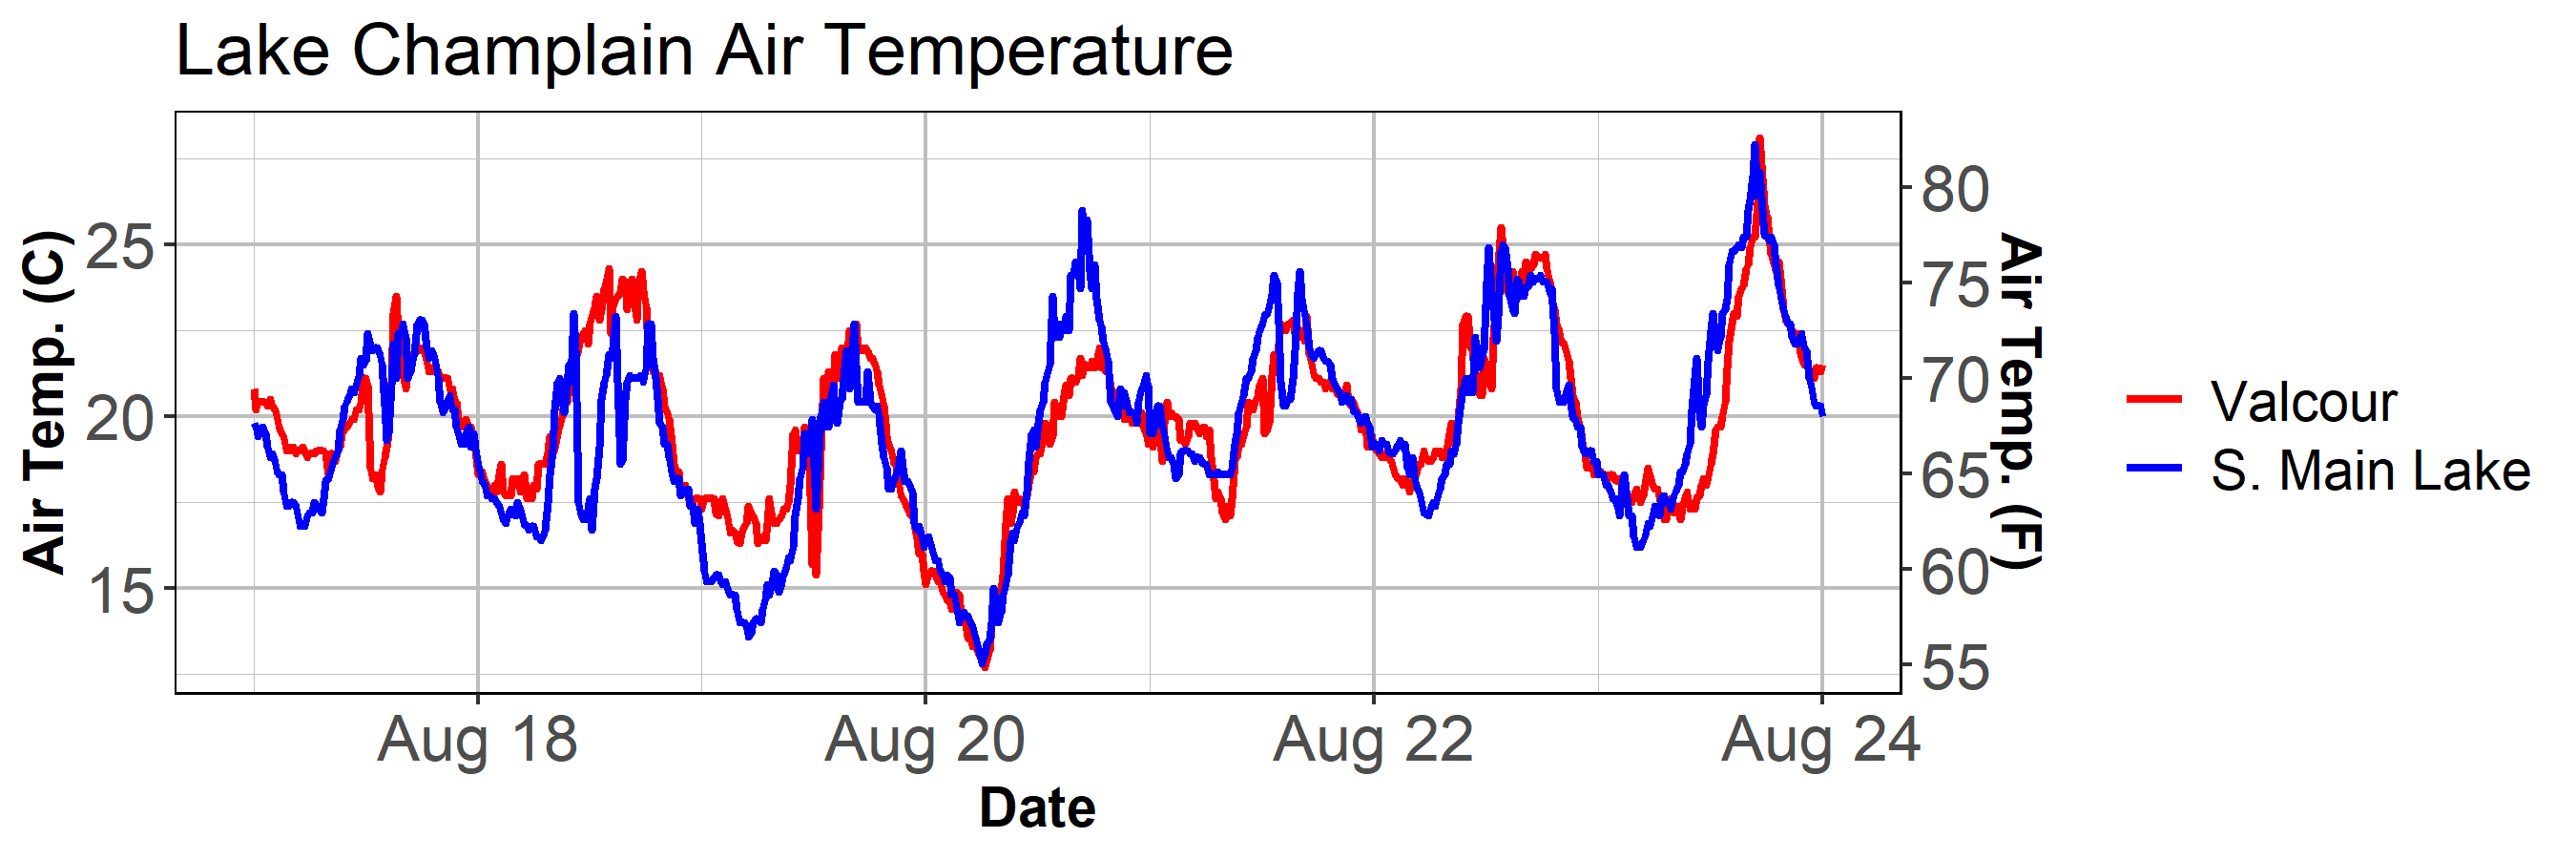 Lake Champlain Air Temperature
Air Temp. (C)
25
20
15
80
75
70
65
60
55
Air Temp. (F)
Aug 18
Aug 20
Aug 22
Aug 24
Date
Valcour
S. Main Lake